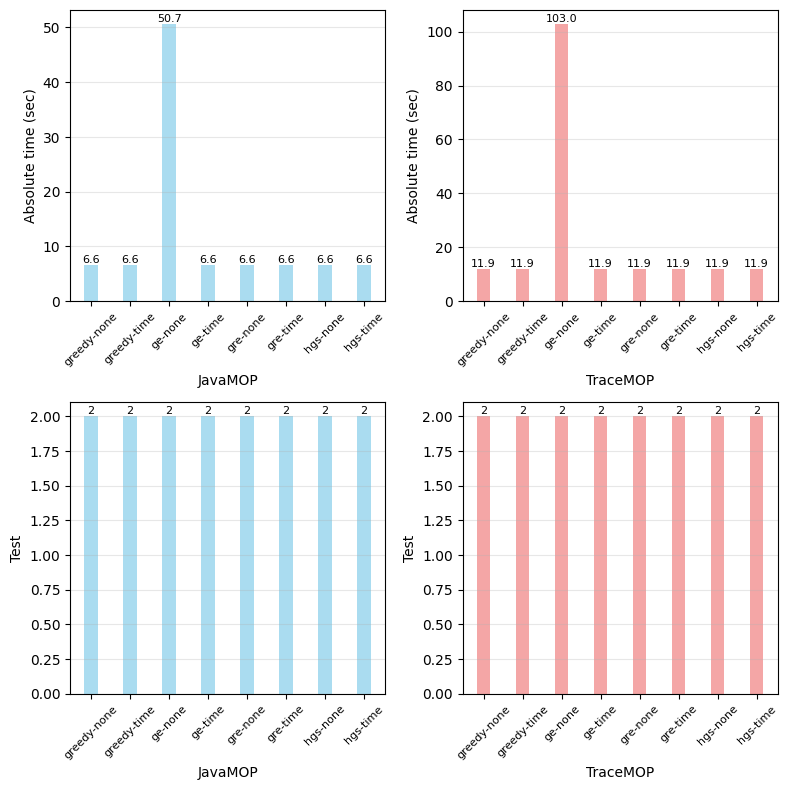 50.7
50
40
30
20
10
0
Absolute time (sec)
6.6 6.6 6.6 6.6 6.6 6.6 6.6
greedy-none greedy-time ge-none ge-time gre-none gre-time hgs-none hgs-time
JavaMOP
103.0
100
80
60
40
20
0
Absolute time (sec)
11.9 11.9 11.9 11.9 11.9 11.9 11.9
greedy-none greedy-time ge-none ge-time gre-none gre-time hgs-none hgs-time
TraceMOP
2 2 2 2 2 2 2 2
2.00
1.75
1.50
1.25
1.00
0.75
0.50
0.25
0.00
Test
greedy-none greedy-time ge-none ge-time gre-none gre-time hgs-none hgs-time
JavaMOP
2 2 2 2 2 2 2 2
2.00
1.75
1.50
1.25
1.00
0.75
0.50
0.25
0.00
Test
greedy-none greedy-time ge-none ge-time gre-none gre-time hgs-none hgs-time
TraceMOP